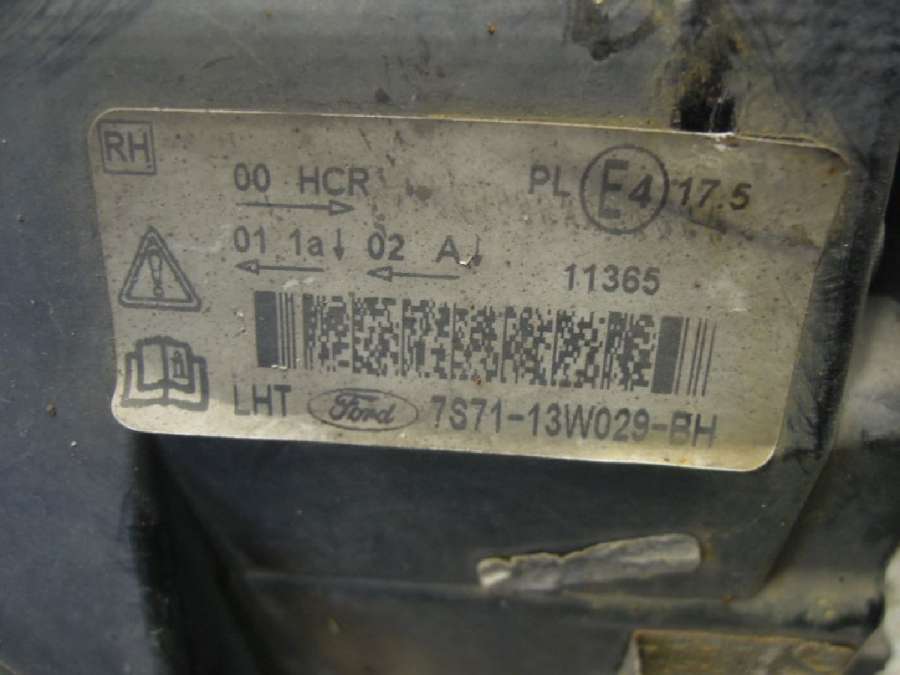 RH
00 HCR PL E4 17.5
01 1a↓ 02 A↓
11365
LHT Ford 7S71-13W029-BH